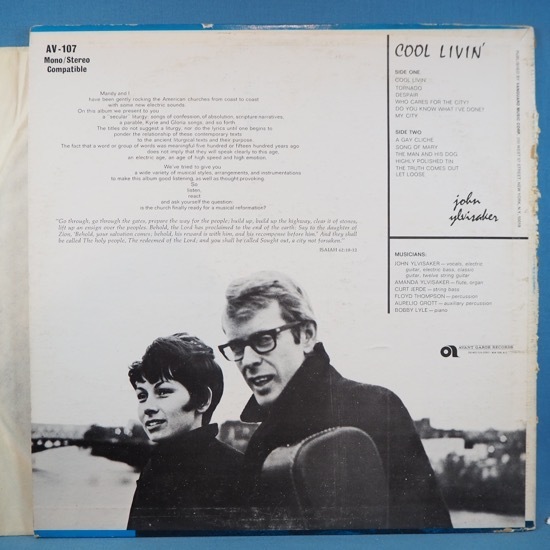 AV-107
Mono/Stereo
Compatible
Mandy and I
have been gently rocking the American churches from coast to coast
with some new electric sounds.
On this album we present to you
a "secular" liturgy: songs of confession, of absolution, scripture narratives,
a parable, Kyrie and Gloria songs, and so forth.
The titles do not suggest a liturgy, nor do the lyrics until one begins to
ponder the relationship of these contemporary texts
to the ancient liturgical texts and their purpose.
The fact that a word or group of words was meaningful five hundred or fifteen hundred years ago
does not imply that they will speak clearly to this age,
an electric age, an age of high speed and high emotion.
We've tried to give you
a wide variety of musical styles, arrangements, and instrumentations
to make this album good listening, as well as thought provoking.
So
listen,
react
and ask yourself the question:
is the church finally ready for a musical reformation?
"Go through, go through the gates, prepare the way for the people; build up, build up the highway, clear it of stones,
lift up an ensign over the peoples. Behold, the Lord has proclaimed to the end of the earth: Say to the daughter of
Zion, 'Behold, your salvation comes; behold, his reward is with him, and his recompense before him.' And they shall
be called The holy people, The redeemed of the Lord; and you shall be called Sought out, a city not forsaken."
ISAIAH 62:10-12
COOL LIVIN'
SIDE ONE
COOL LIVIN'
TORNADO
DESPAIR
WHO CARES FOR THE CITY?
DO YOU KNOW WHAT I'VE DONE?
MY CITY
SIDE TWO
A GAY CLICHE
SONG OF MARY
THE MAN AND HIS DOG
HIGHLY POLISHED TIN
THE TRUTH COMES OUT
LET LOOSE
john
ylvisaker
MUSICIANS:
JOHN YLVISAKER—vocals, electric
guitar, electric bass, classic
guitar, twelve string guitar
AMANDA YLVISAKER—flute, organ
CURT JERDE—string bass
FLOYD THOMPSON—percussion
AURELIO GROTT—auxiliary percussion
BOBBY LYLE—piano
AVANT GARDE RECORDS